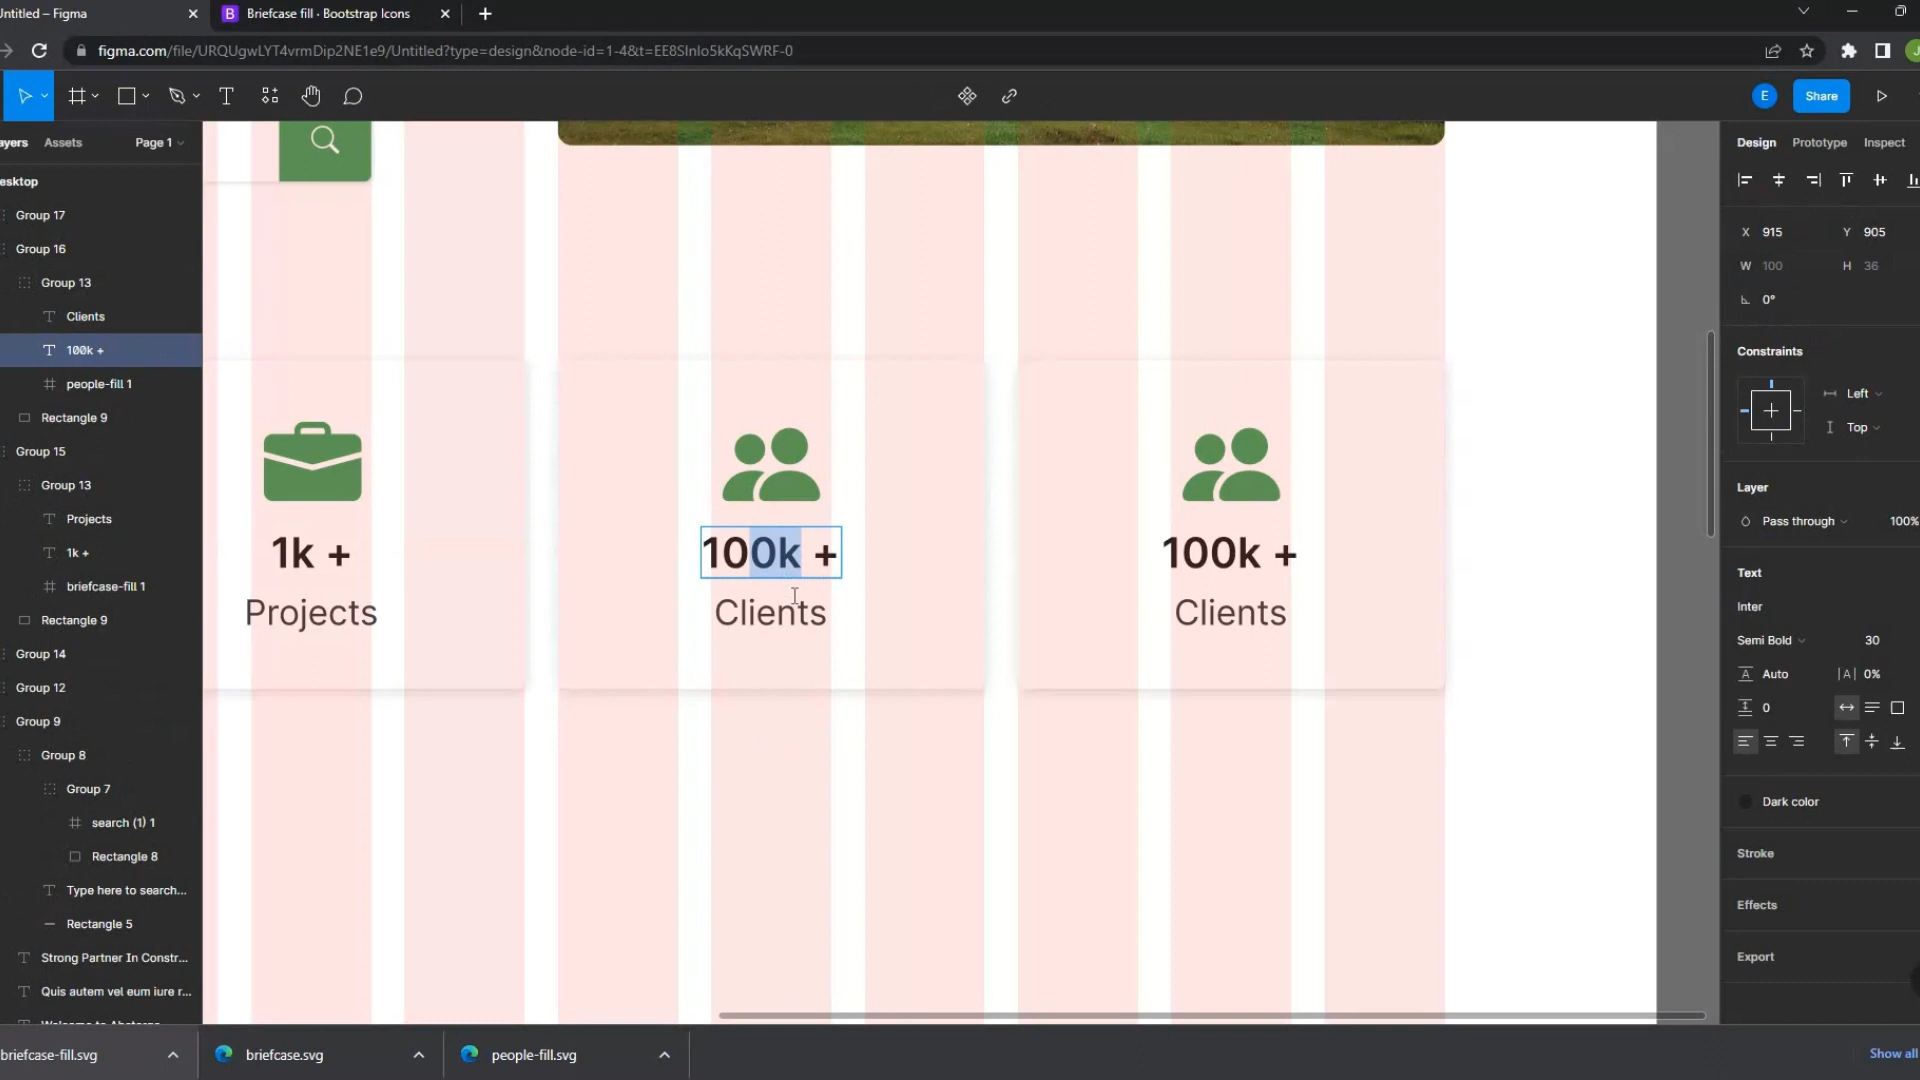 Untitled – Figma
Briefcase fill · Bootstrap Icons
figma.com/file/URQUgwLYT4vrmDip2NE1e9/Untitled?type=design&node-id=1-4&t=EE8SInIo5kKqSWRF-0
J
E
Share
ayers
Assets
Page 1
esktop
Group 17
Group 16
Group 13
Clients
100k +
people-fill 1
Rectangle 9
Group 15
Group 13
Projects
1k +
briefcase-fill 1
Rectangle 9
Group 14
Group 12
Group 9
Group 8
Group 7
search (1) 1
Rectangle 8
Type here to search...
Rectangle 5
Strong Partner In Constr...
Quis autem vel eum iure r...
1k +
Projects
100k +
Clients
100k +
Clients
Design
Prototype
Inspect
X 915
Y 905
W 100
H 36
0°
Constraints
Left
Top
Layer
Pass through
100%
Text
Inter
Semi Bold
30
Auto
0%
0
Dark color
Stroke
Effects
Export
briefcase-fill.svg
briefcase.svg
people-fill.svg
Show all